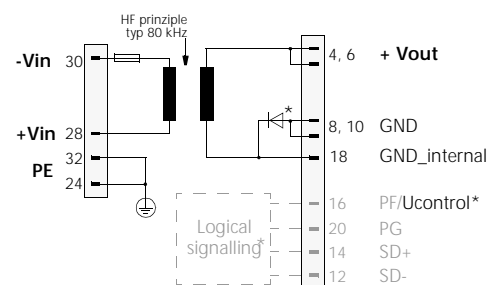 HF prinziple
typ 80 kHz
-Vin 30
4, 6 + Vout
*
8, 10 GND
+Vin 28
18 GND_internal
32
PE
24
16 PF/Ucontrol*
Logical
signalling*
20 PG
14 SD+
12 SD-